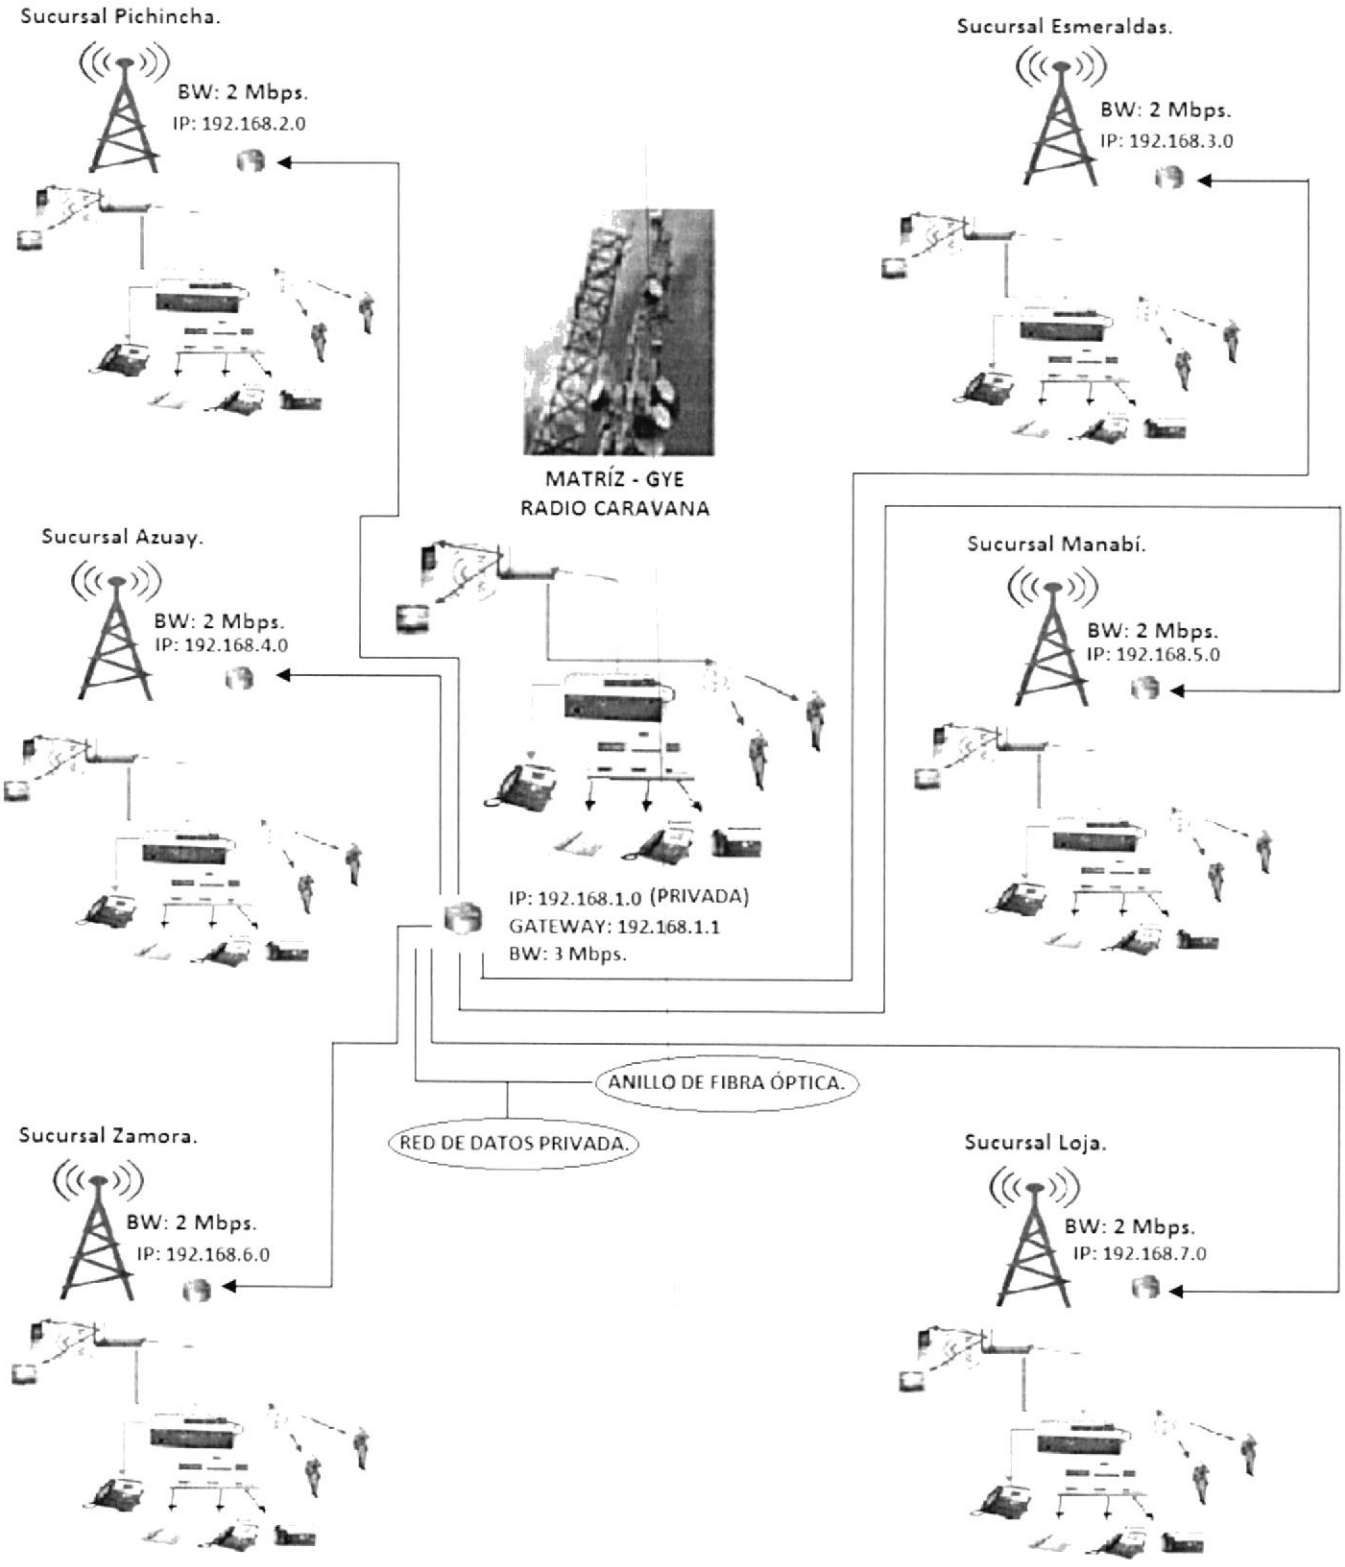 Sucursal Pichincha.
BW: 2 Mbps.
IP: 192.168.2.0
Sucursal Esmeraldas.
BW: 2 Mbps.
IP: 192.168.3.0
MATRÍZ - GYE
RADIO CARAVANA
Sucursal Azuay.
BW: 2 Mbps.
IP: 192.168.4.0
Sucursal Manabí.
BW: 2 Mbps.
IP: 192.168.5.0
IP: 192.168.1.0 (PRIVADA)
GATEWAY: 192.168.1.1
BW: 3 Mbps.
ANILLO DE FIBRA ÓPTICA.
RED DE DATOS PRIVADA.
Sucursal Zamora.
BW: 2 Mbps.
IP: 192.168.6.0
Sucursal Loja.
BW: 2 Mbps.
IP: 192.168.7.0